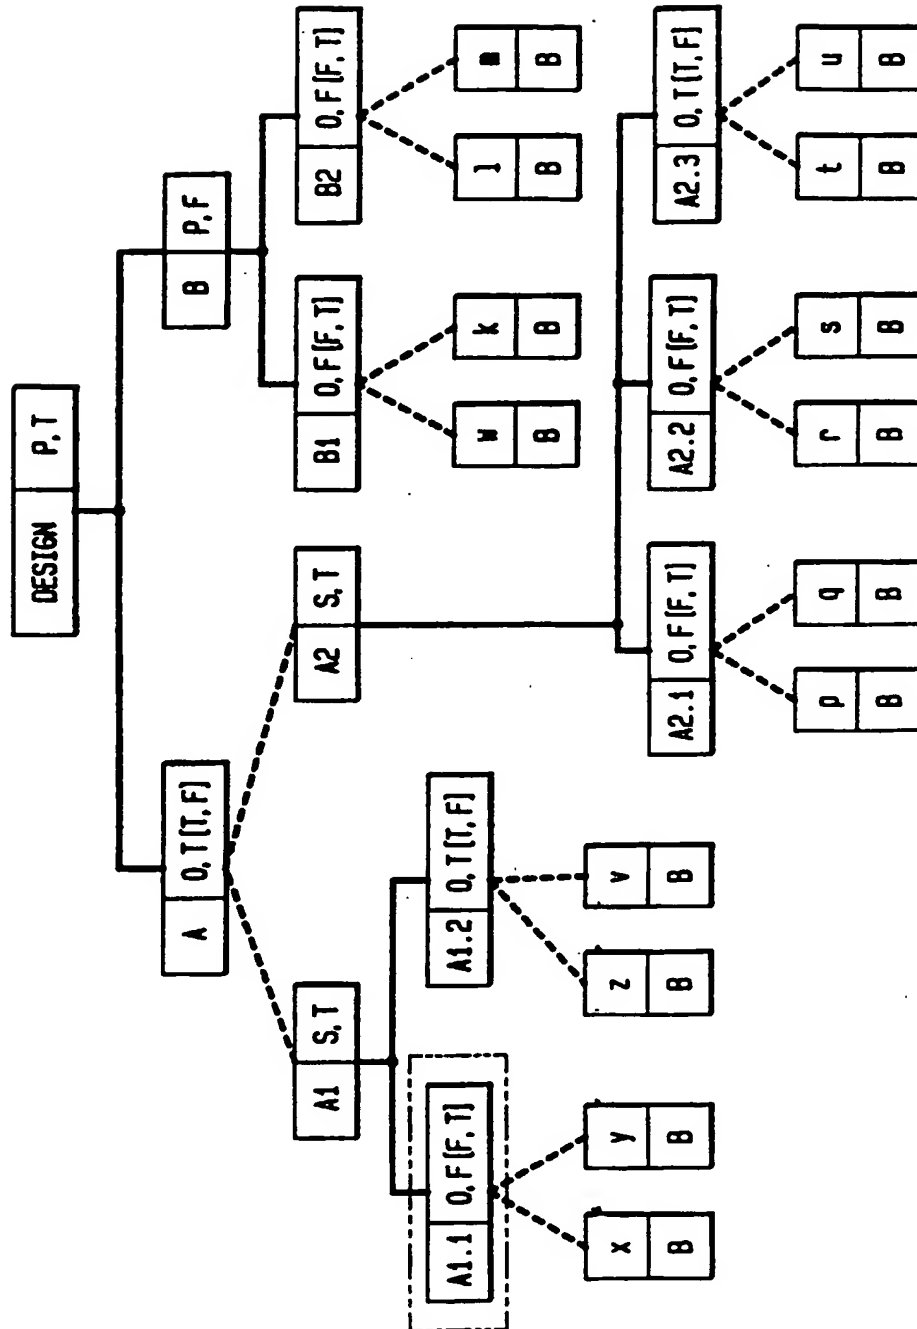 DESIGN P,T
A O,T[T,F] B P,F
A1 S,T A2 S,T B1 O,F[F,T] B2 O,F[F,T]
A1.1 O,F[F,T] A1.2 O,T[T,F]
w k l m
B B B B
x y z v
B B B B
A2.1 O,F[F,T] A2.2 O,F[F,T] A2.3 O,T[T,F]
p q r s t u
B B B B B B